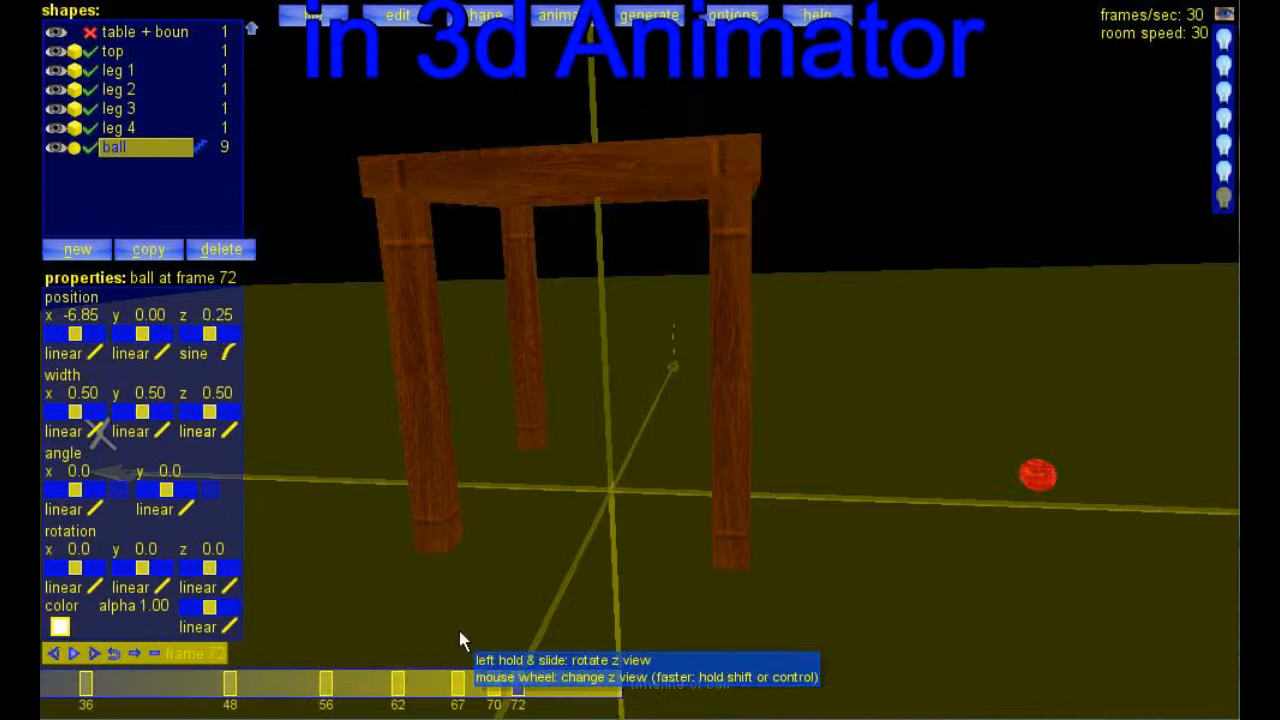 shapes:
edit
generate
options
help
frames/sec: 30
room speed: 30
in 3d Animator
table + boun 1
top 1
leg 1 1
leg 2 1
leg 3 1
leg 4 1
ball 9
new copy delete
properties: ball at frame 72
position
x -6.85 y 0.00 z 0.25
linear linear sine
width
x 0.50 y 0.50 z 0.50
linear linear linear
angle
x 0.0 y 0.0
linear linear
rotation
x 0.0 y 0.0 z 0.0
linear linear linear
color alpha 1.00
linear
frame 72
left hold & slide: rotate z view
mouse wheel: change z view (faster: hold shift or control)
36 48 56 62 67 70 72